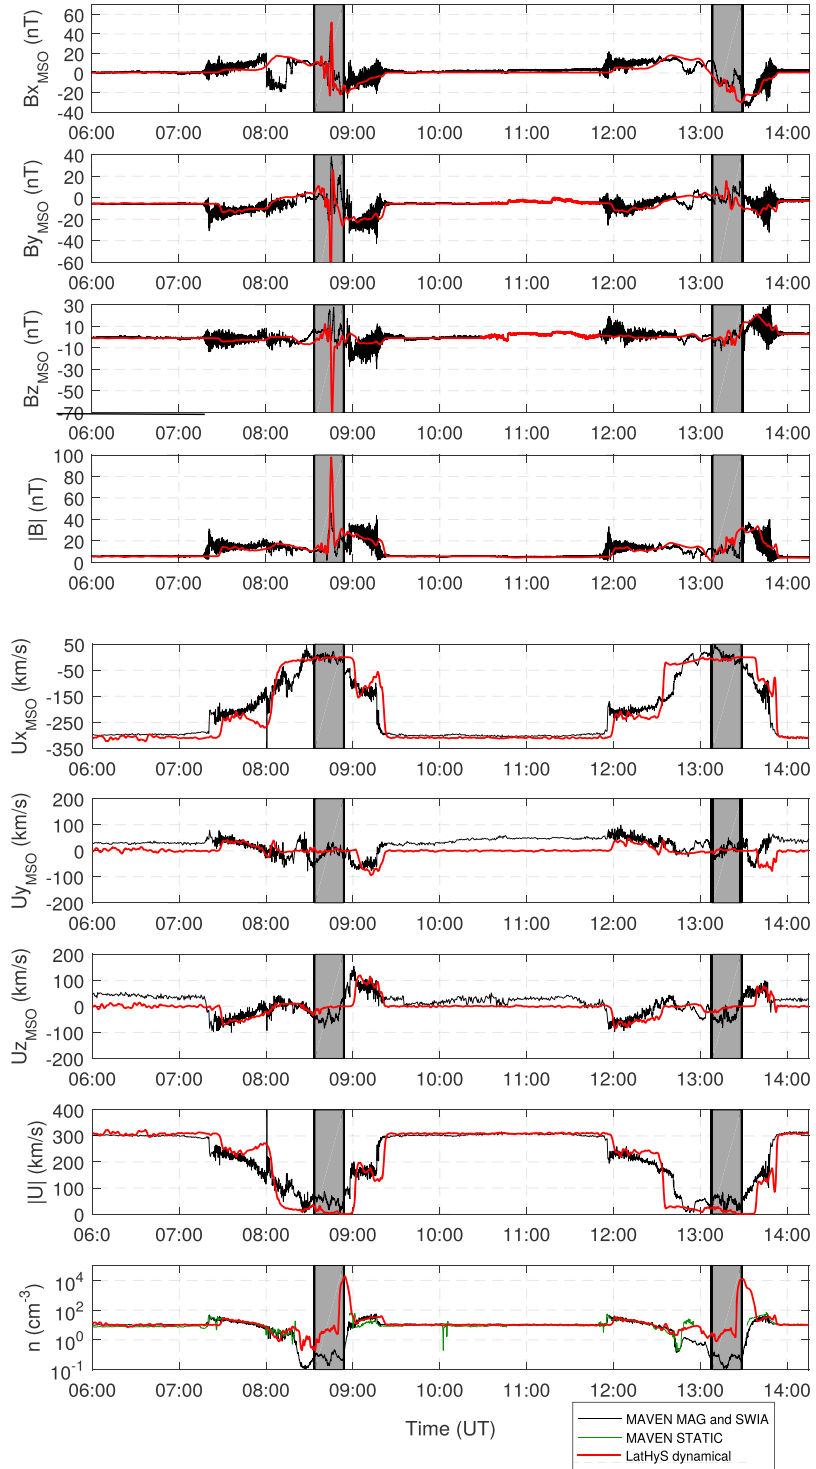 Bx_MSO (nT)
60
40
20
0
-20
-40
06:00 07:00 08:00 09:00 10:00 11:00 12:00 13:00 14:00
By_MSO (nT)
40
20
0
-20
-40
-60
06:00 07:00 08:00 09:00 10:00 11:00 12:00 13:00 14:00
Bz_MSO (nT)
30
10
-10
-30
-50
-70
06:00 07:00 08:00 09:00 10:00 11:00 12:00 13:00 14:00
|B| (nT)
100
80
60
40
20
0
06:00 07:00 08:00 09:00 10:00 11:00 12:00 13:00 14:00
Ux_MSO (km/s)
50
-50
-150
-250
-350
06:00 07:00 08:00 09:00 10:00 11:00 12:00 13:00 14:00
Uy_MSO (km/s)
200
100
0
-100
-200
06:00 07:00 08:00 09:00 10:00 11:00 12:00 13:00 14:00
Uz_MSO (km/s)
200
100
0
-100
-200
06:00 07:00 08:00 09:00 10:00 11:00 12:00 13:00 14:00
|U| (km/s)
400
300
200
100
0
06:0 07:00 08:00 09:00 10:00 11:00 12:00 13:00 14:00
n (cm^-3)
10^4
10^2
10^0
10^-1
06:00 07:00 08:00 09:00 10:00 11:00 12:00 13:00 14:00
Time (UT)
MAVEN MAG and SWIA
MAVEN STATIC
LatHyS dynamical